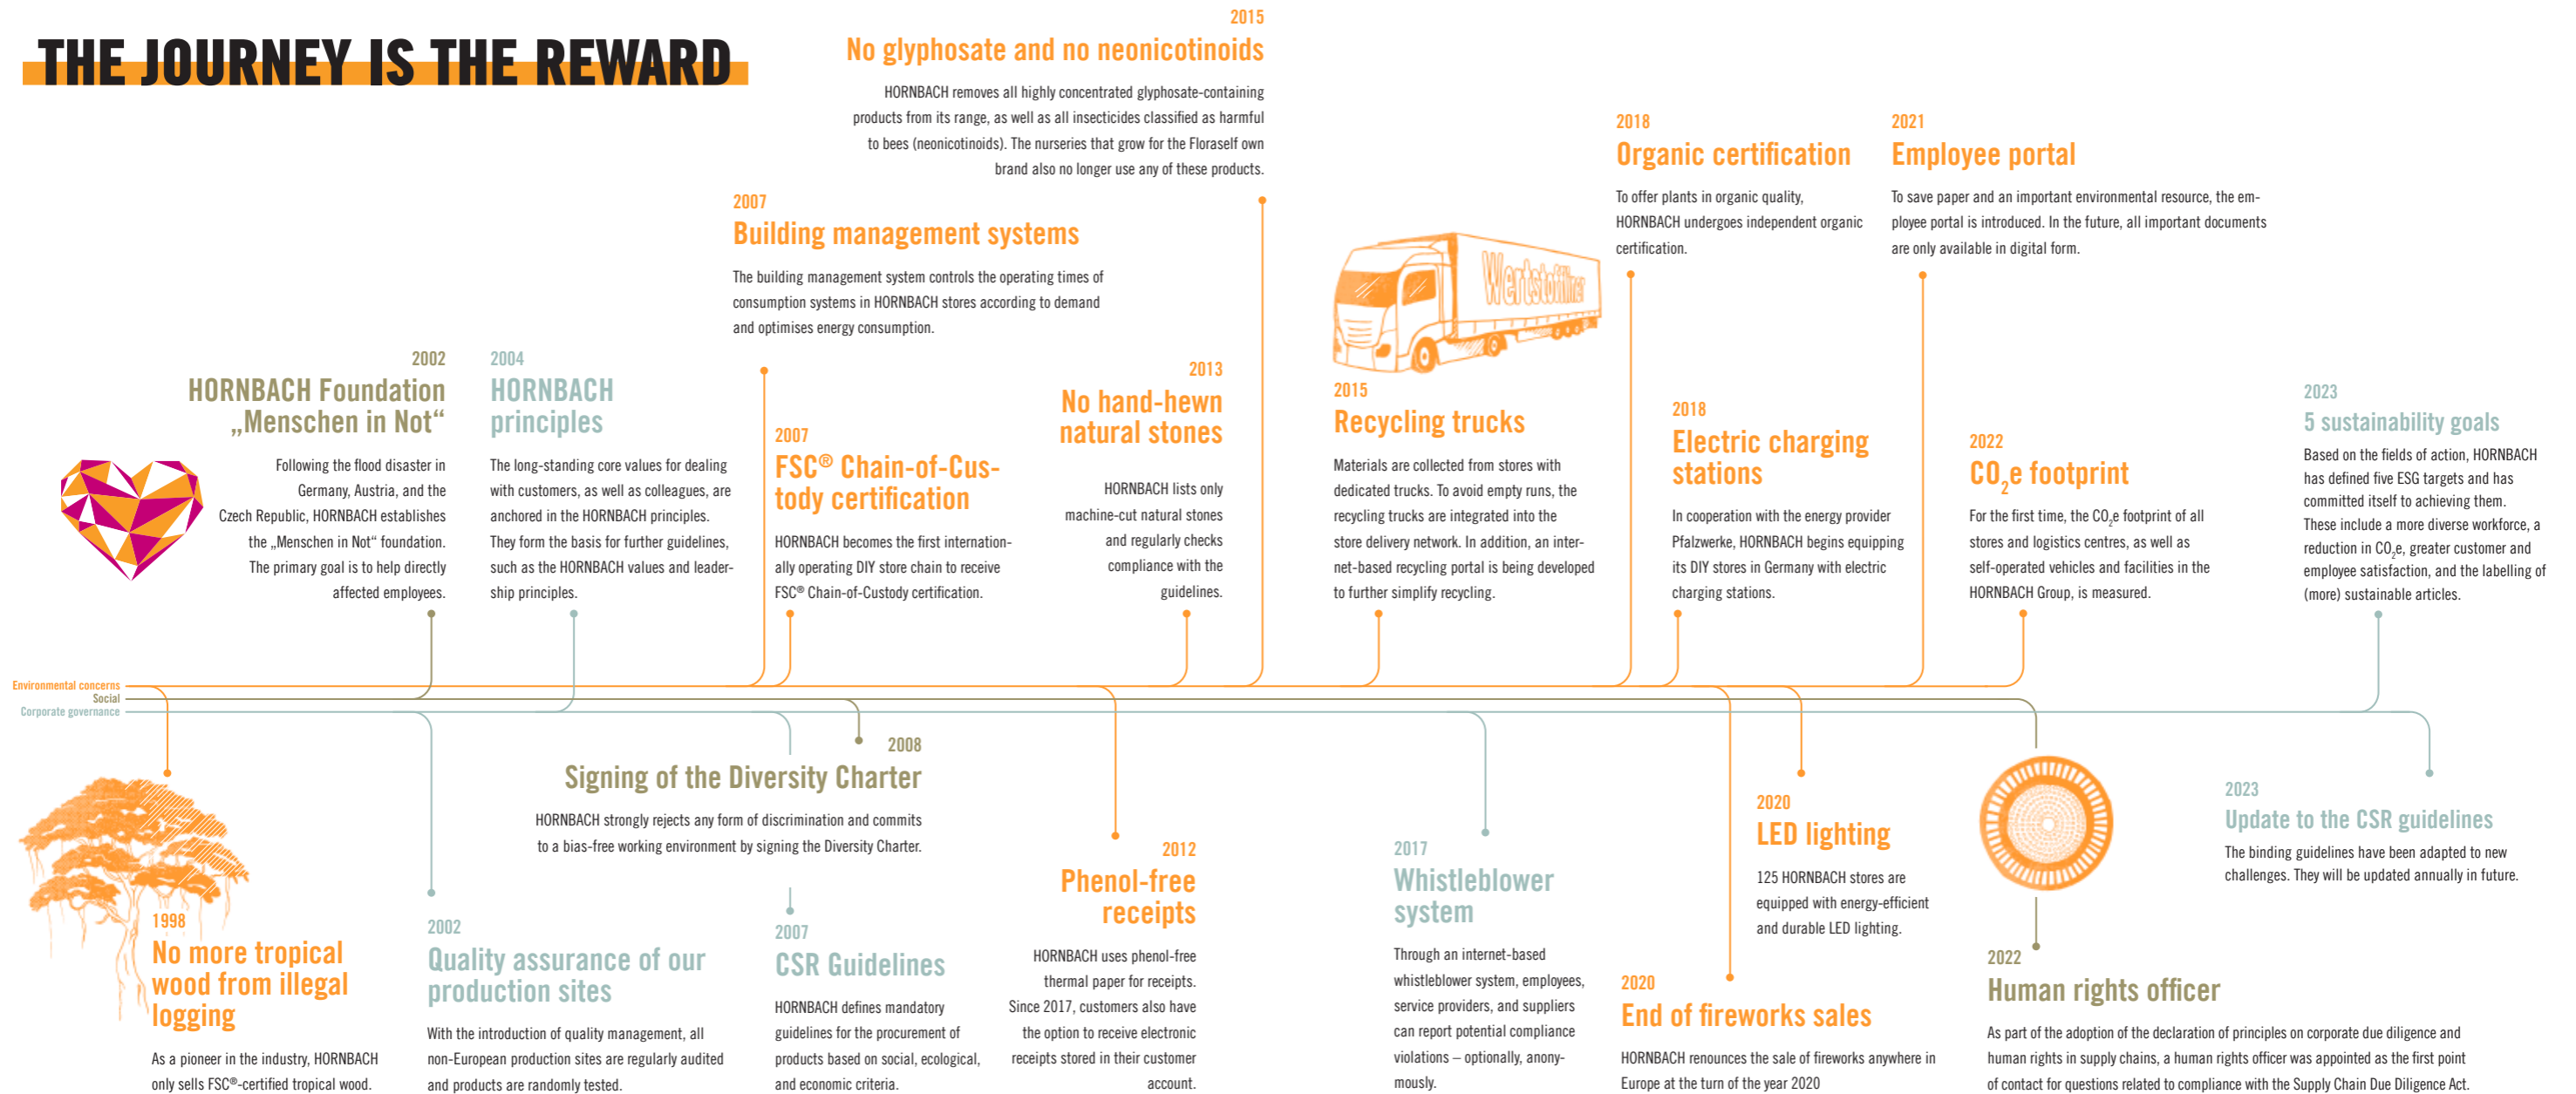 THE JOURNEY IS THE REWARD
2015
No glyphosate and no neonicotinoids
HORNBACH removes all highly concentrated glyphosate-containing
products from its range, as well as all insecticides classified as harmful
to bees (neonicotinoids). The nurseries that grow for the Floraself own
brand also no longer use any of these products.
2007
Building management systems
The building management system controls the operating times of
consumption systems in HORNBACH stores according to demand
and optimises energy consumption.
2018
Organic certification
To offer plants in organic quality,
HORNBACH undergoes independent organic
certification.
2021
Employee portal
To save paper and an important environmental resource, the em-
ployee portal is introduced. In the future, all important documents
are only available in digital form.
Wertstoffliner
2002
HORNBACH Foundation
„Menschen in Not“
Following the flood disaster in
Germany, Austria, and the
Czech Republic, HORNBACH establishes
the „Menschen in Not“ foundation.
The primary goal is to help directly
affected employees.
2004
HORNBACH
principles
The long-standing core values for dealing
with customers, as well as colleagues, are
anchored in the HORNBACH principles.
They form the basis for further guidelines,
such as the HORNBACH values and leader-
ship principles.
2007
FSC® Chain-of-Cus-
tody certification
HORNBACH becomes the first internation-
ally operating DIY store chain to receive
FSC® Chain-of-Custody certification.
2013
No hand-hewn
natural stones
HORNBACH lists only
machine-cut natural stones
and regularly checks
compliance with the
guidelines.
2015
Recycling trucks
Materials are collected from stores with
dedicated trucks. To avoid empty runs, the
recycling trucks are integrated into the
store delivery network. In addition, an inter-
net-based recycling portal is being developed
to further simplify recycling.
2018
Electric charging
stations
In cooperation with the energy provider
Pfalzwerke, HORNBACH begins equipping
its DIY stores in Germany with electric
charging stations.
2022
CO₂e footprint
For the first time, the CO₂e footprint of all
stores and logistics centres, as well as
self-operated vehicles and facilities in the
HORNBACH Group, is measured.
2023
5 sustainability goals
Based on the fields of action, HORNBACH
has defined five ESG targets and has
committed itself to achieving them.
These include a more diverse workforce, a
reduction in CO₂e, greater customer and
employee satisfaction, and the labelling of
(more) sustainable articles.
Environmental concerns
Social
Corporate governance
1998
No more tropical
wood from illegal
logging
As a pioneer in the industry, HORNBACH
only sells FSC®-certified tropical wood.
2002
Quality assurance of our
production sites
With the introduction of quality management, all
non-European production sites are regularly audited
and products are randomly tested.
2008
Signing of the Diversity Charter
HORNBACH strongly rejects any form of discrimination and commits
to a bias-free working environment by signing the Diversity Charter.
2007
CSR Guidelines
HORNBACH defines mandatory
guidelines for the procurement of
products based on social, ecological,
and economic criteria.
2012
Phenol-free
receipts
HORNBACH uses phenol-free
thermal paper for receipts.
Since 2017, customers also have
the option to receive electronic
receipts stored in their customer
account.
2017
Whistleblower
system
Through an internet-based
whistleblower system, employees,
service providers, and suppliers
can report potential compliance
violations – optionally, anony-
mously.
2020
LED lighting
125 HORNBACH stores are
equipped with energy-efficient
and durable LED lighting.
2020
End of fireworks sales
HORNBACH renounces the sale of fireworks anywhere in
Europe at the turn of the year 2020
2022
Human rights officer
As part of the adoption of the declaration of principles on corporate due diligence and
human rights in supply chains, a human rights officer was appointed as the first point
of contact for questions related to compliance with the Supply Chain Due Diligence Act.
2023
Update to the CSR guidelines
The binding guidelines have been adapted to new
challenges. They will be updated annually in future.